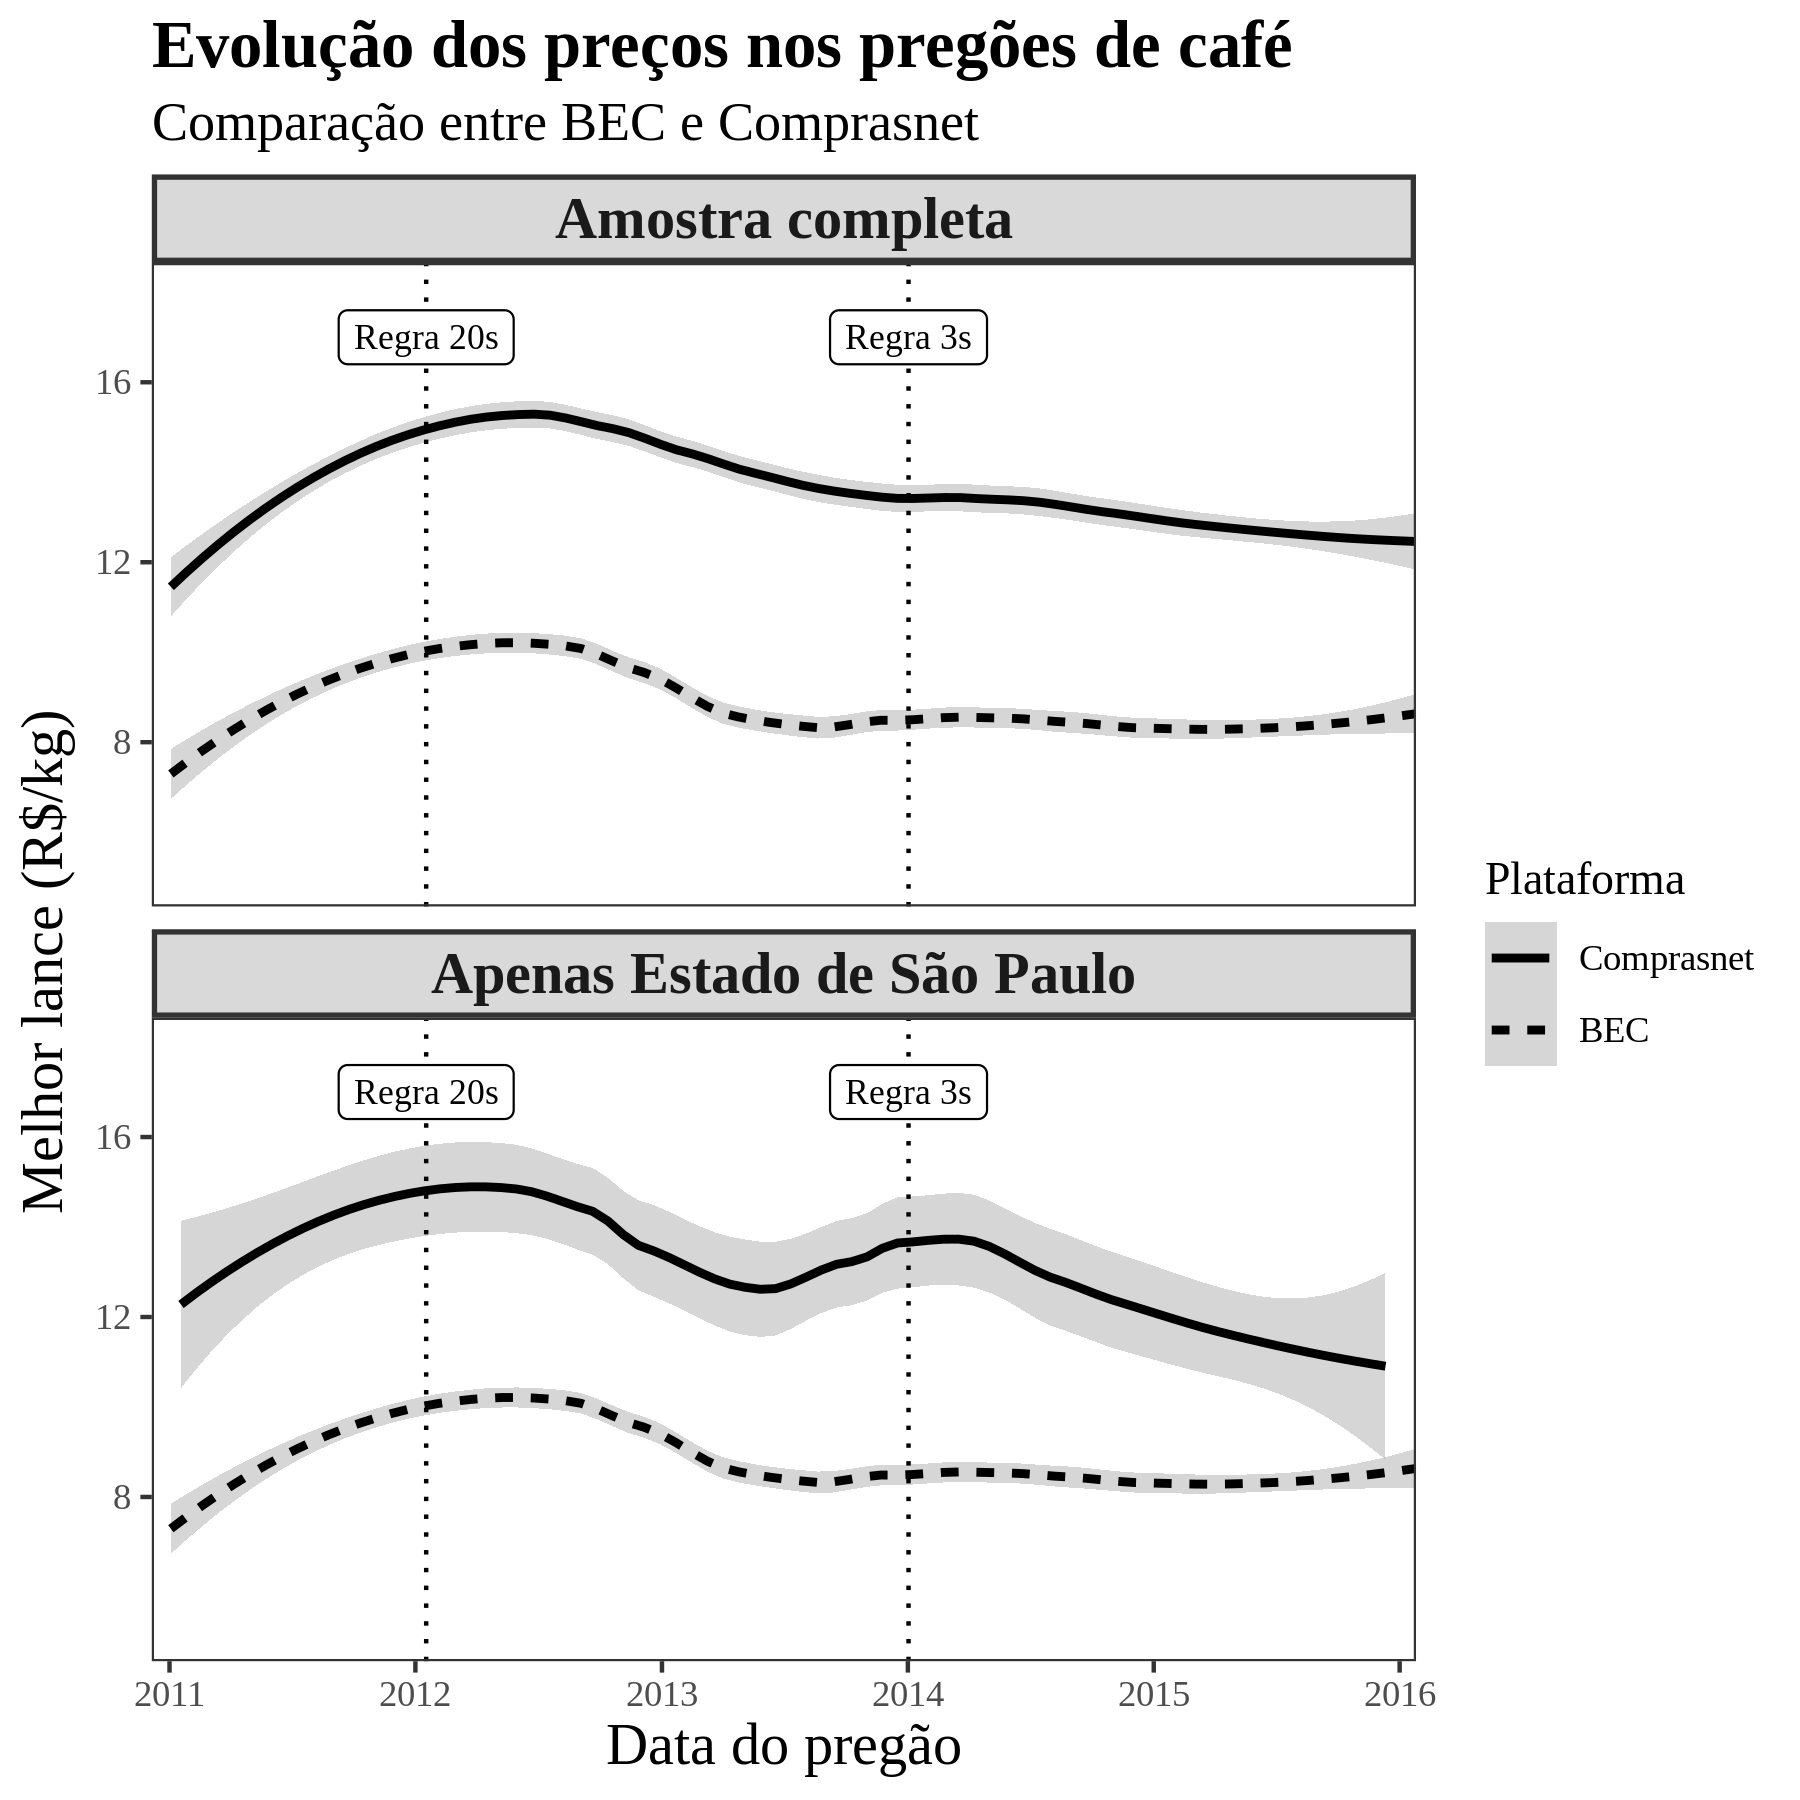 Evolução dos preços nos pregões de café
Comparação entre BEC e Comprasnet
Amostra completa
Regra 20s
Regra 3s
16
12
8
Melhor lance (R$/kg)
Apenas Estado de São Paulo
Regra 20s
Regra 3s
16
12
8
2011
2012
2013
2014
2015
2016
Data do pregão
Plataforma
Comprasnet
BEC